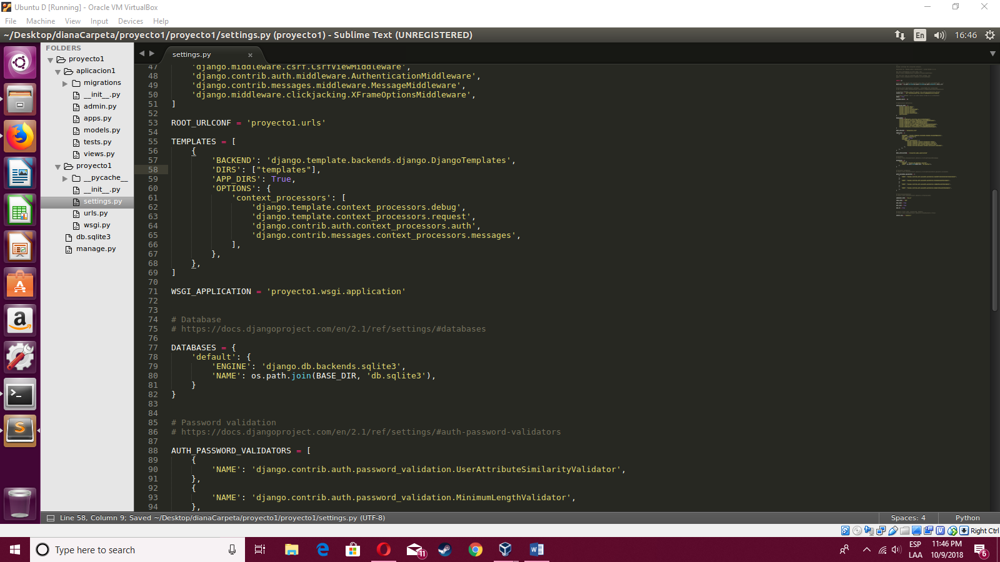 Ubuntu D [Running] - Oracle VM VirtualBox
File Machine View Input Devices Help
~/Desktop/dianaCarpeta/proyecto1/proyecto1/settings.py (proyecto1) - Sublime Text (UNREGISTERED)
En 16:46
FOLDERS
proyecto1
aplicacion1
migrations
__init__.py
admin.py
apps.py
models.py
tests.py
views.py
proyecto1
__pycache__
__init__.py
settings.py
urls.py
wsgi.py
db.sqlite3
manage.py
settings.py
47 'django.middleware.csrf.CsrfViewMiddleware',
48 'django.contrib.auth.middleware.AuthenticationMiddleware',
49 'django.contrib.messages.middleware.MessageMiddleware',
50 'django.middleware.clickjacking.XFrameOptionsMiddleware',
51 ]
52
53 ROOT_URLCONF = 'proyecto1.urls'
54
55 TEMPLATES = [
56 {
57 'BACKEND': 'django.template.backends.django.DjangoTemplates',
58 'DIRS': ["templates"],
59 'APP_DIRS': True,
60 'OPTIONS': {
61 'context_processors': [
62 'django.template.context_processors.debug',
63 'django.template.context_processors.request',
64 'django.contrib.auth.context_processors.auth',
65 'django.contrib.messages.context_processors.messages',
66 ],
67 },
68 },
69 ]
70
71 WSGI_APPLICATION = 'proyecto1.wsgi.application'
72
73
74 # Database
75 # https://docs.djangoproject.com/en/2.1/ref/settings/#databases
76
77 DATABASES = {
78 'default': {
79 'ENGINE': 'django.db.backends.sqlite3',
80 'NAME': os.path.join(BASE_DIR, 'db.sqlite3'),
81 }
82 }
83
84
85 # Password validation
86 # https://docs.djangoproject.com/en/2.1/ref/settings/#auth-password-validators
87
88 AUTH_PASSWORD_VALIDATORS = [
89 {
90 'NAME': 'django.contrib.auth.password_validation.UserAttributeSimilarityValidator',
91 },
92 {
93 'NAME': 'django.contrib.auth.password_validation.MinimumLengthValidator',
94 },
Line 58, Column 9; Saved ~/Desktop/dianaCarpeta/proyecto1/proyecto1/settings.py (UTF-8) Spaces: 4 Python
Right Ctrl
Type here to search
11
ESP
LAA
11:46 PM
10/9/2018
6